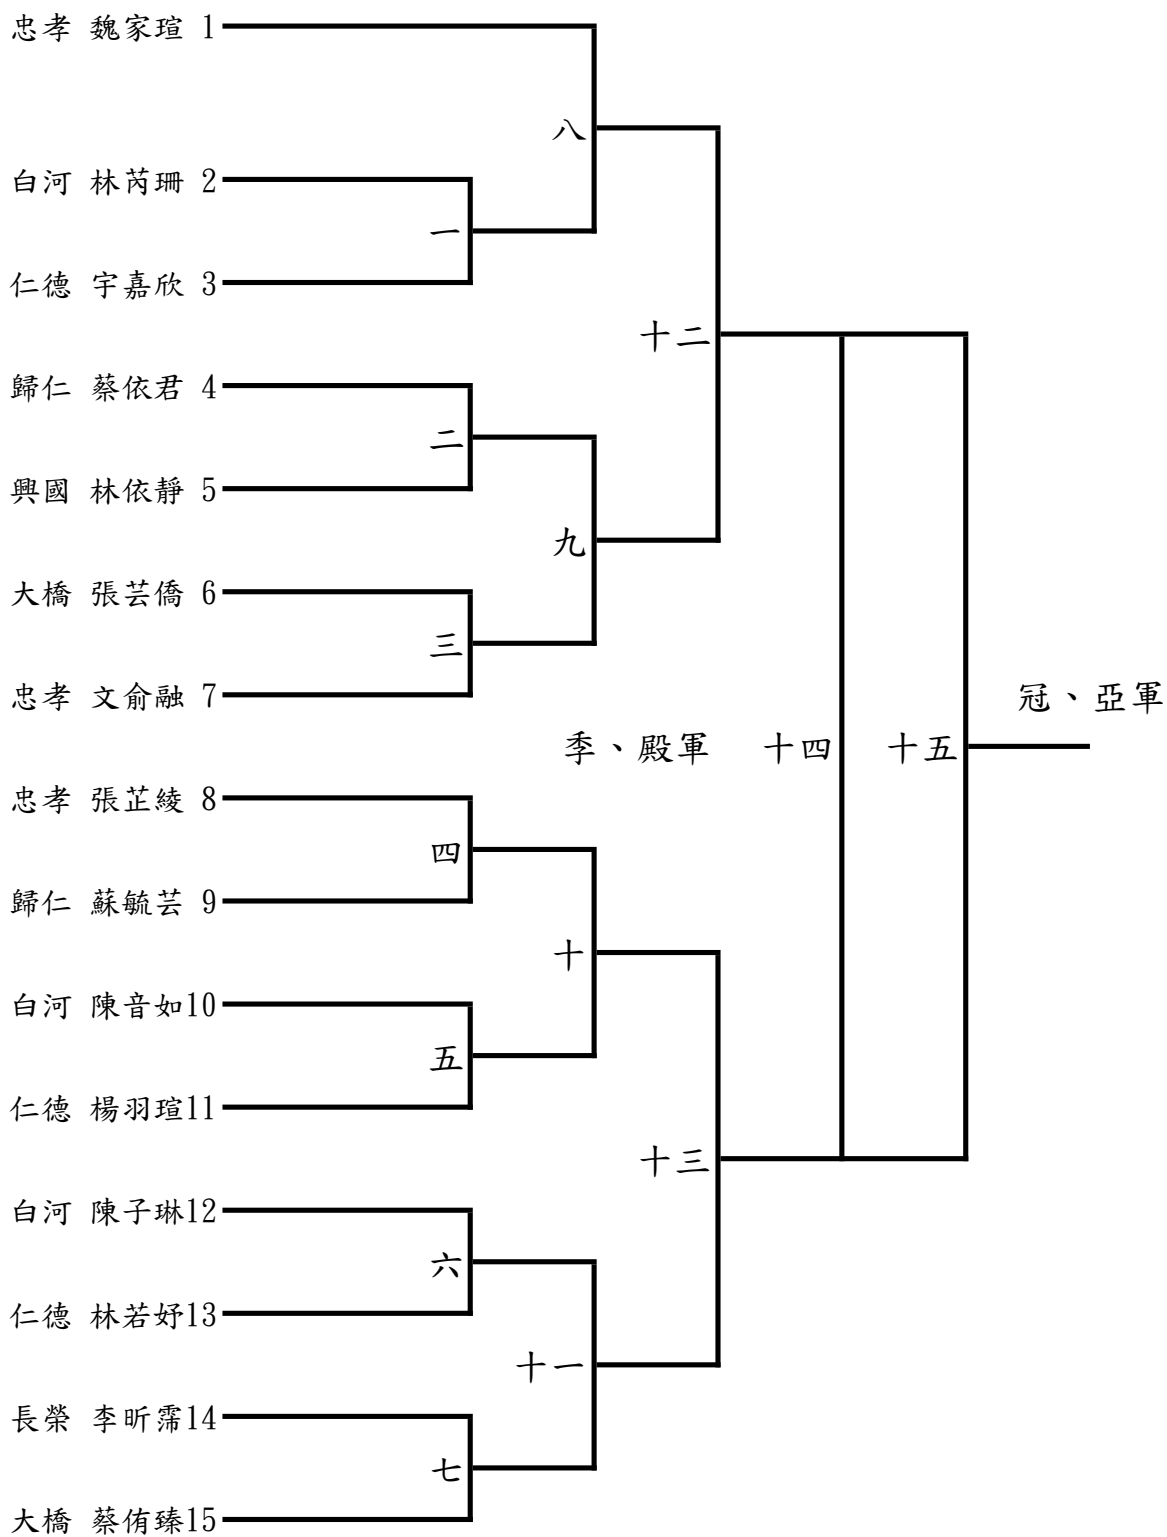 忠孝 魏家瑄 1
八
白河 林芮珊 2
一
仁德 宇嘉欣 3
十二
歸仁 蔡依君 4
二
興國 林依靜 5
九
大橋 張芸僑 6
三
忠孝 文俞融 7
冠、亞軍
季、殿軍 十四 十五
忠孝 張芷綾 8
四
歸仁 蘇毓芸 9
十
白河 陳音如10
五
仁德 楊羽瑄11
十三
白河 陳子琳12
六
仁德 林若妤13
十一
長榮 李昕霈14
七
大橋 蔡侑臻15